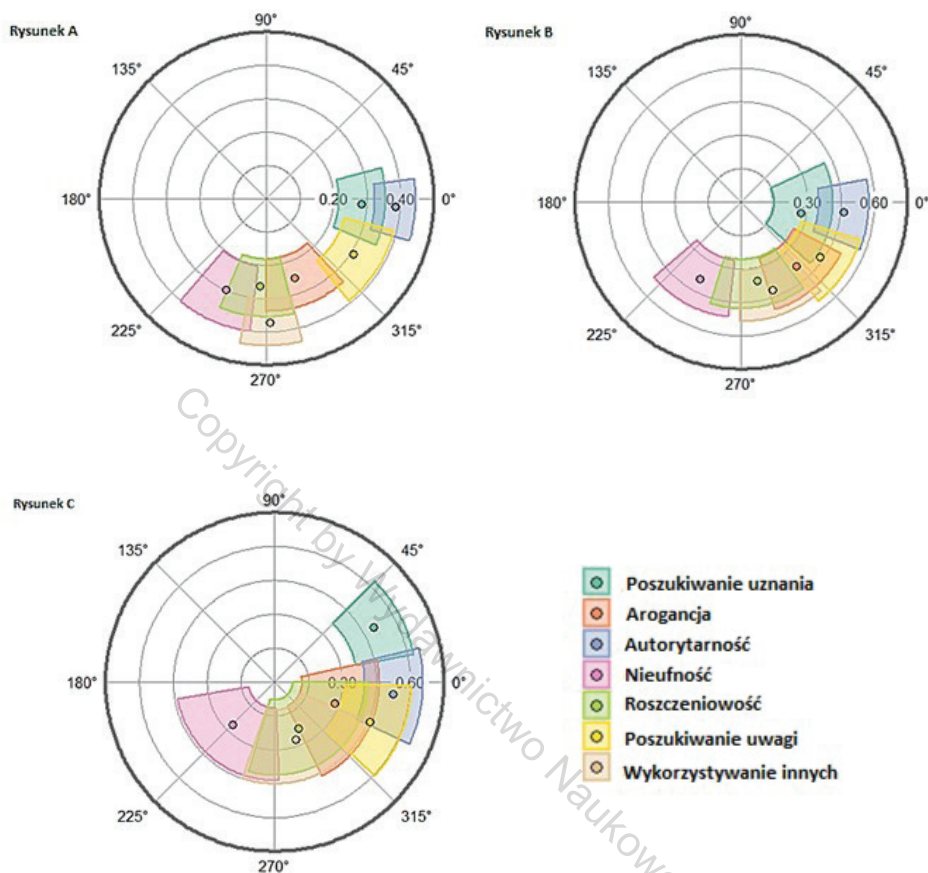 Rysunek A
90°
135°
45°
180°
0.20
0.40
0°
225°
315°
270°
Rysunek B
90°
135°
45°
180°
0.30
0.60
0°
225°
315°
270°
Rysunek C
90°
135°
45°
180°
0.30
0.60
0°
225°
315°
270°
Poszukiwanie uznania
Arogancja
Autorytarność
Nieufność
Roszczeniowość
Poszukiwanie uwagi
Wykorzystywanie innych
Copyright by Wydawnictwo Naukowe